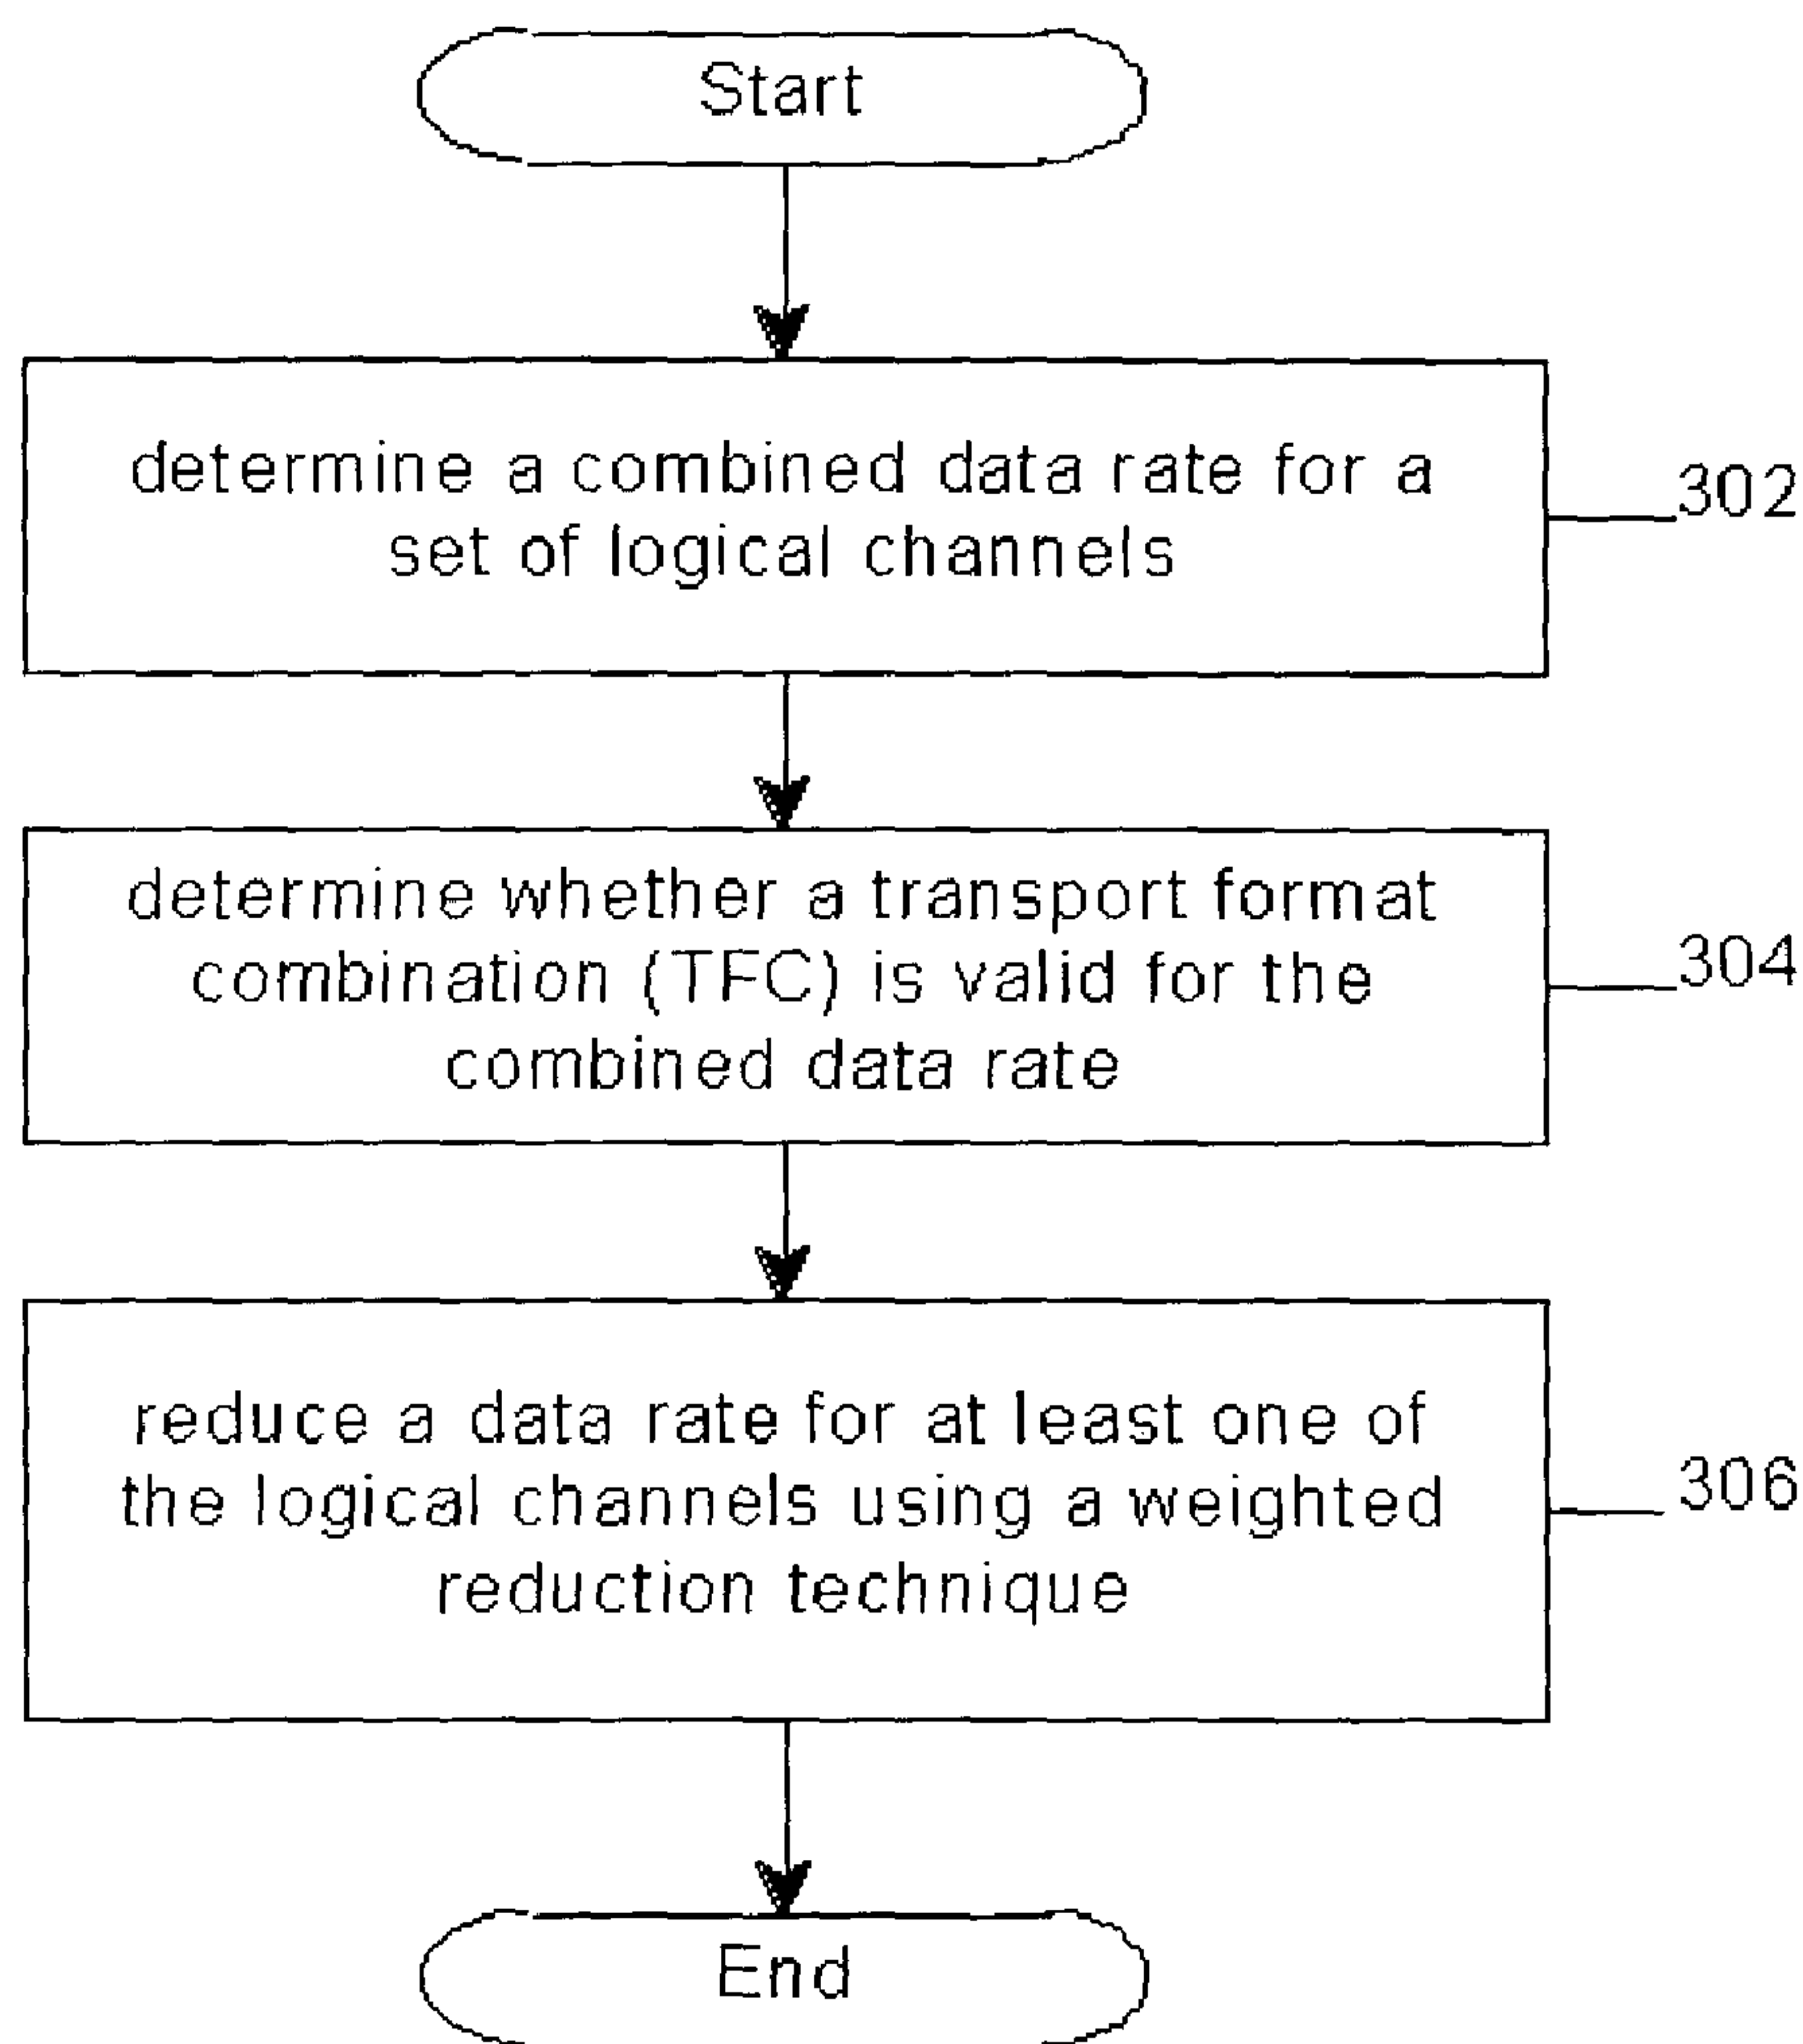 Start
determine a combined data rate for a
set of logical channels
302
determine whether a transport format
combination (TFC) is valid for the
combined data rate
304
reduce a data rate for at least one of
the logical channels using a weighted
reduction technique
306
End